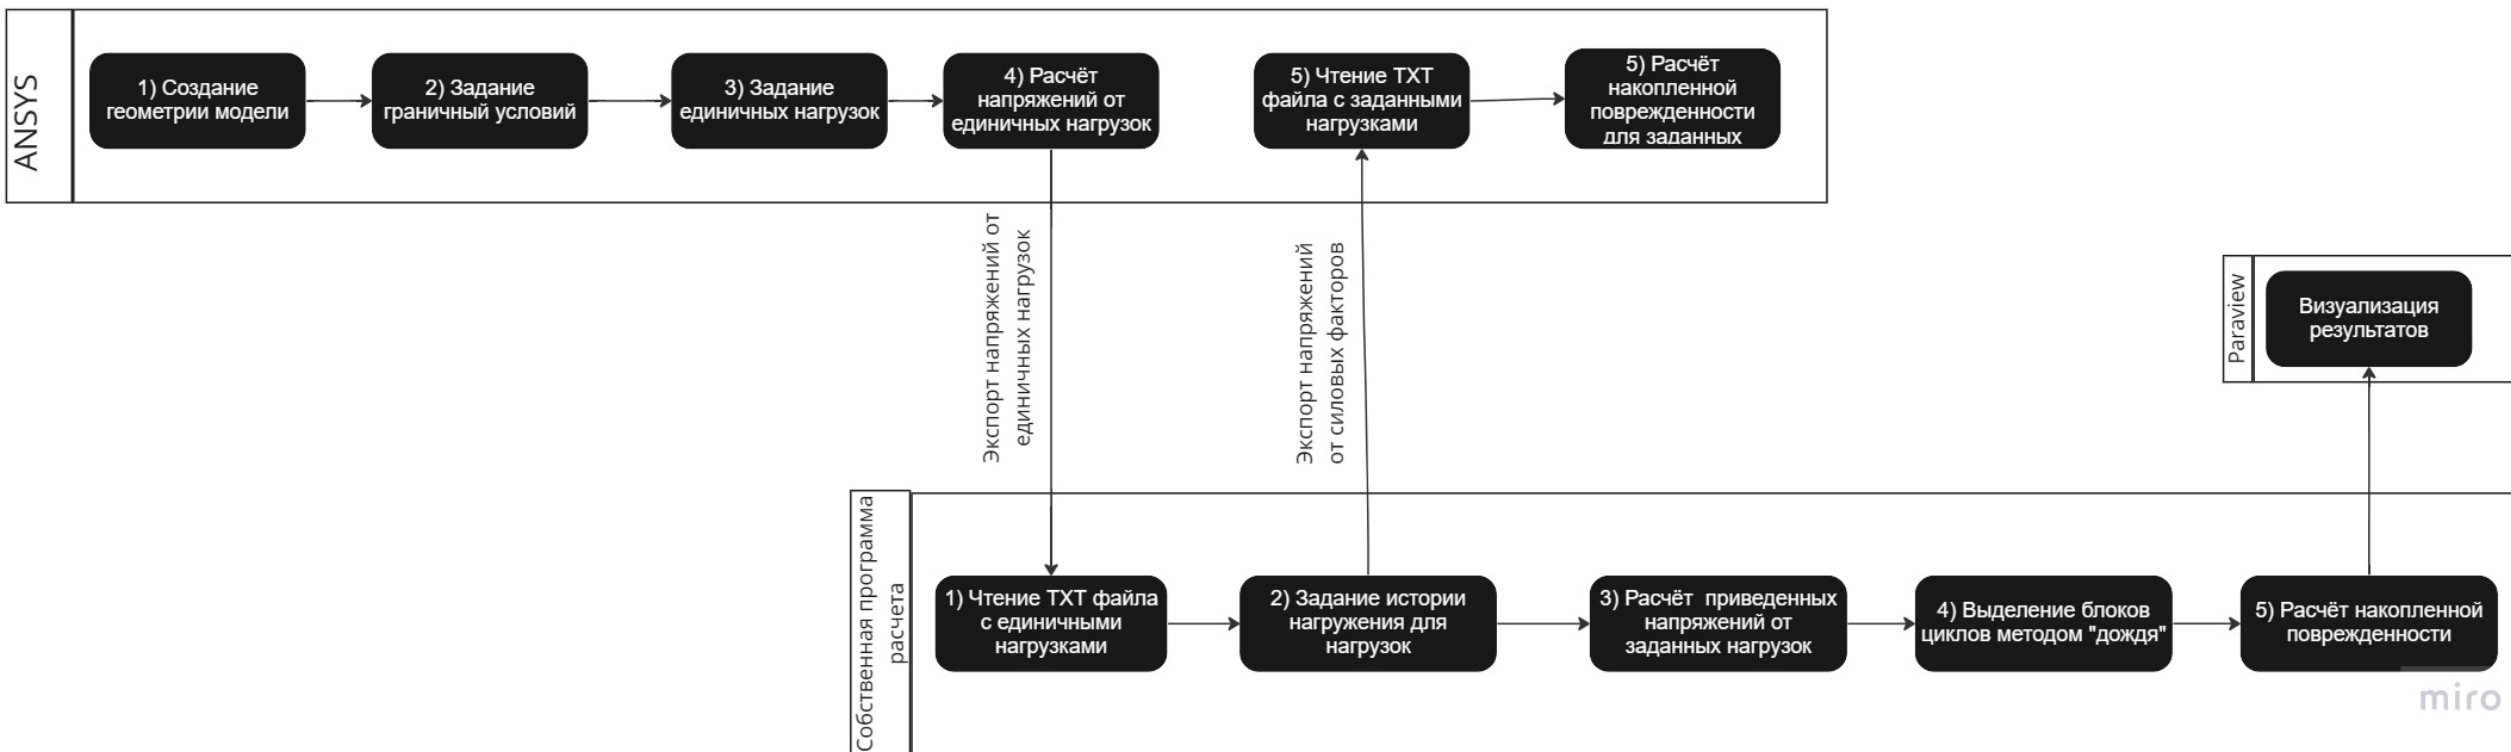 ANSYS
1) Создание
геометрии модели
2) Задание
граничный условий
3) Задание
единичных нагрузок
4) Расчёт
напряжений от
единичных нагрузок
5) Чтение TXT
файла с заданными
нагрузками
5) Расчёт
накопленной
поврежденности
для заданных
Экспорт напряжений от
единичных нагрузок
Экспорт напряжений
от силовых факторов
Paraview
Визуализация
результатов
Собственная программа
расчета
1) Чтение TXT файла
с единичными
нагрузками
2) Задание истории
нагружения для
нагрузок
3) Расчёт приведенных
напряжений от
заданных нагрузок
4) Выделение блоков
циклов методом "дождя"
5) Расчёт накопленной
поврежденности
miro